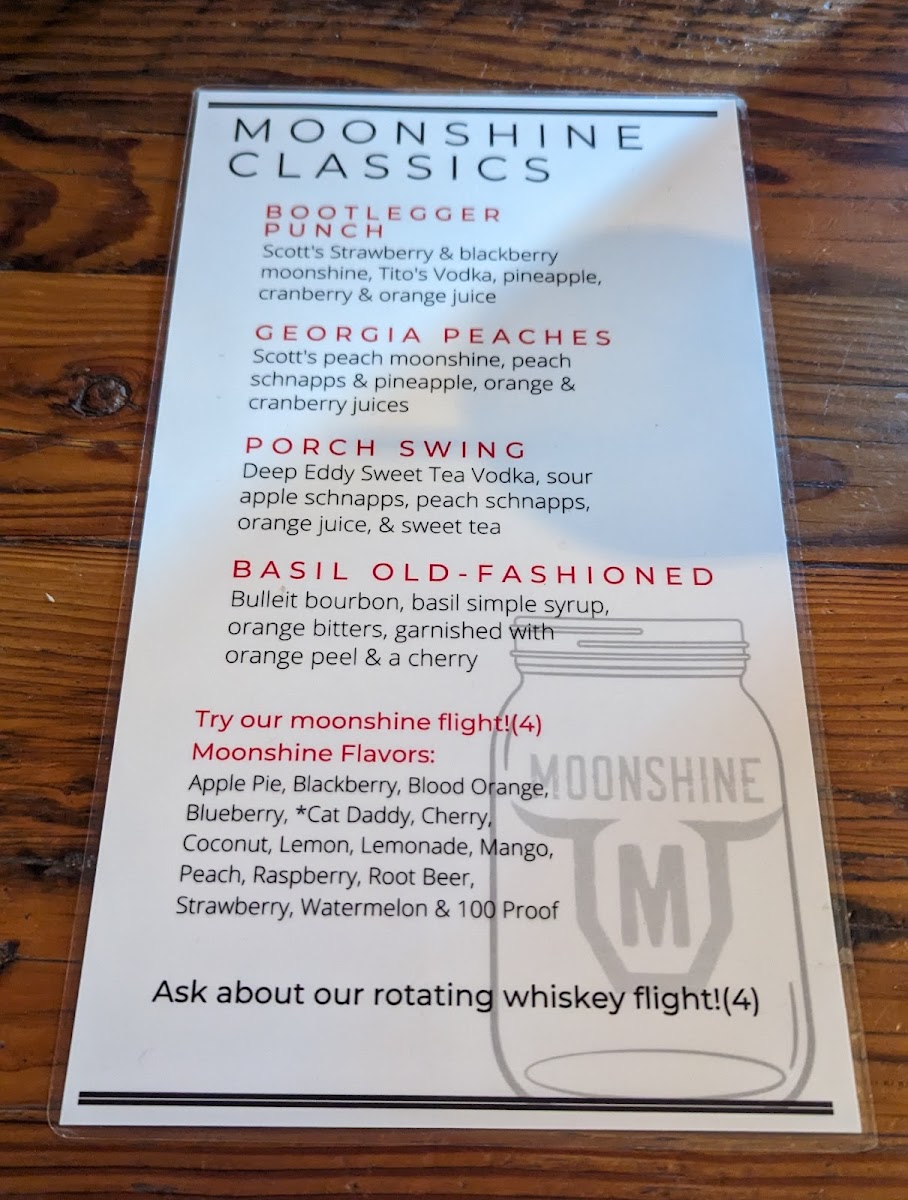 MOONSHINE
CLASSICS
BOOTLEGGER
PUNCH
Scott's Strawberry & blackberry
moonshine, Tito's Vodka, pineapple,
cranberry & orange juice
GEORGIA PEACHES
Scott's peach moonshine, peach
schnapps & pineapple, orange &
cranberry juices
PORCH SWING
Deep Eddy Sweet Tea Vodka, sour
apple schnapps, peach schnapps,
orange juice, & sweet tea
BASIL OLD-FASHIONED
Bulleit bourbon, basil simple syrup,
orange bitters, garnished with
orange peel & a cherry
Try our moonshine flight!(4)
Moonshine Flavors:
Apple Pie, Blackberry, Blood Orange,
Blueberry, *Cat Daddy, Cherry,
Coconut, Lemon, Lemonade, Mango,
Peach, Raspberry, Root Beer,
Strawberry, Watermelon & 100 Proof
MOONSHINE
M
Ask about our rotating whiskey flight!(4)